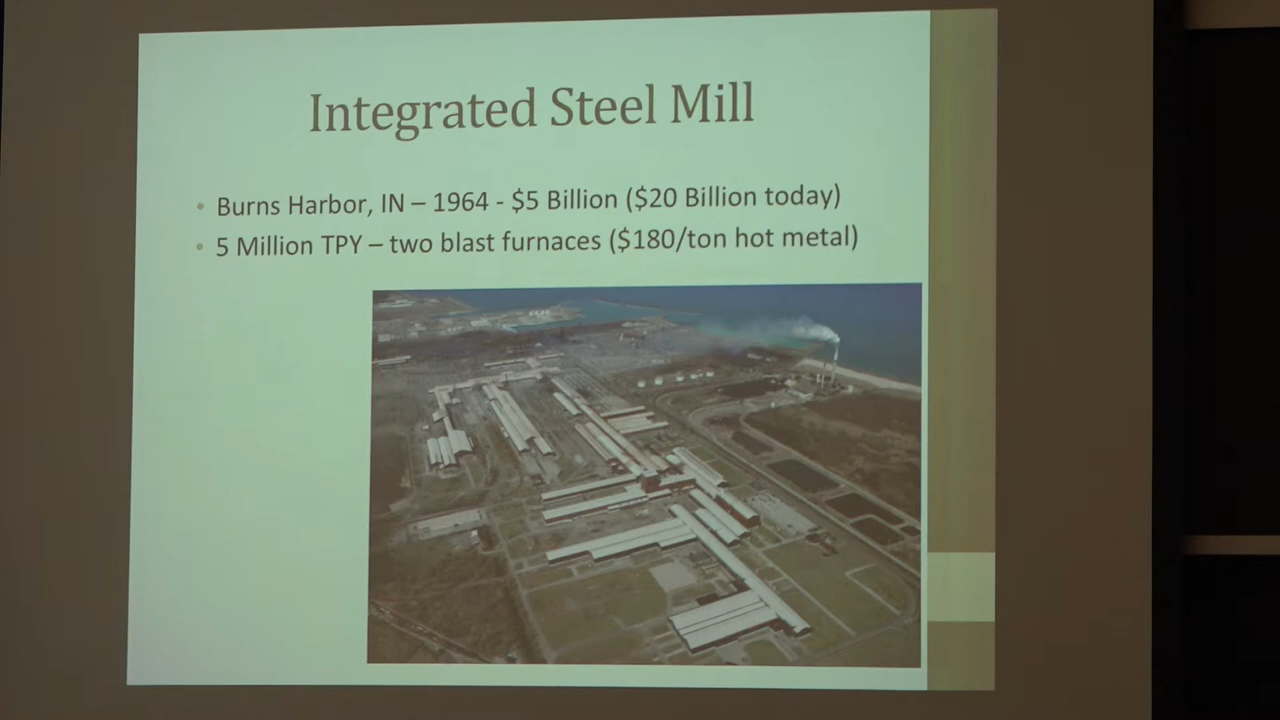 Integrated Steel Mill
• Burns Harbor, IN – 1964 - $5 Billion ($20 Billion today)
• 5 Million TPY – two blast furnaces ($180/ton hot metal)